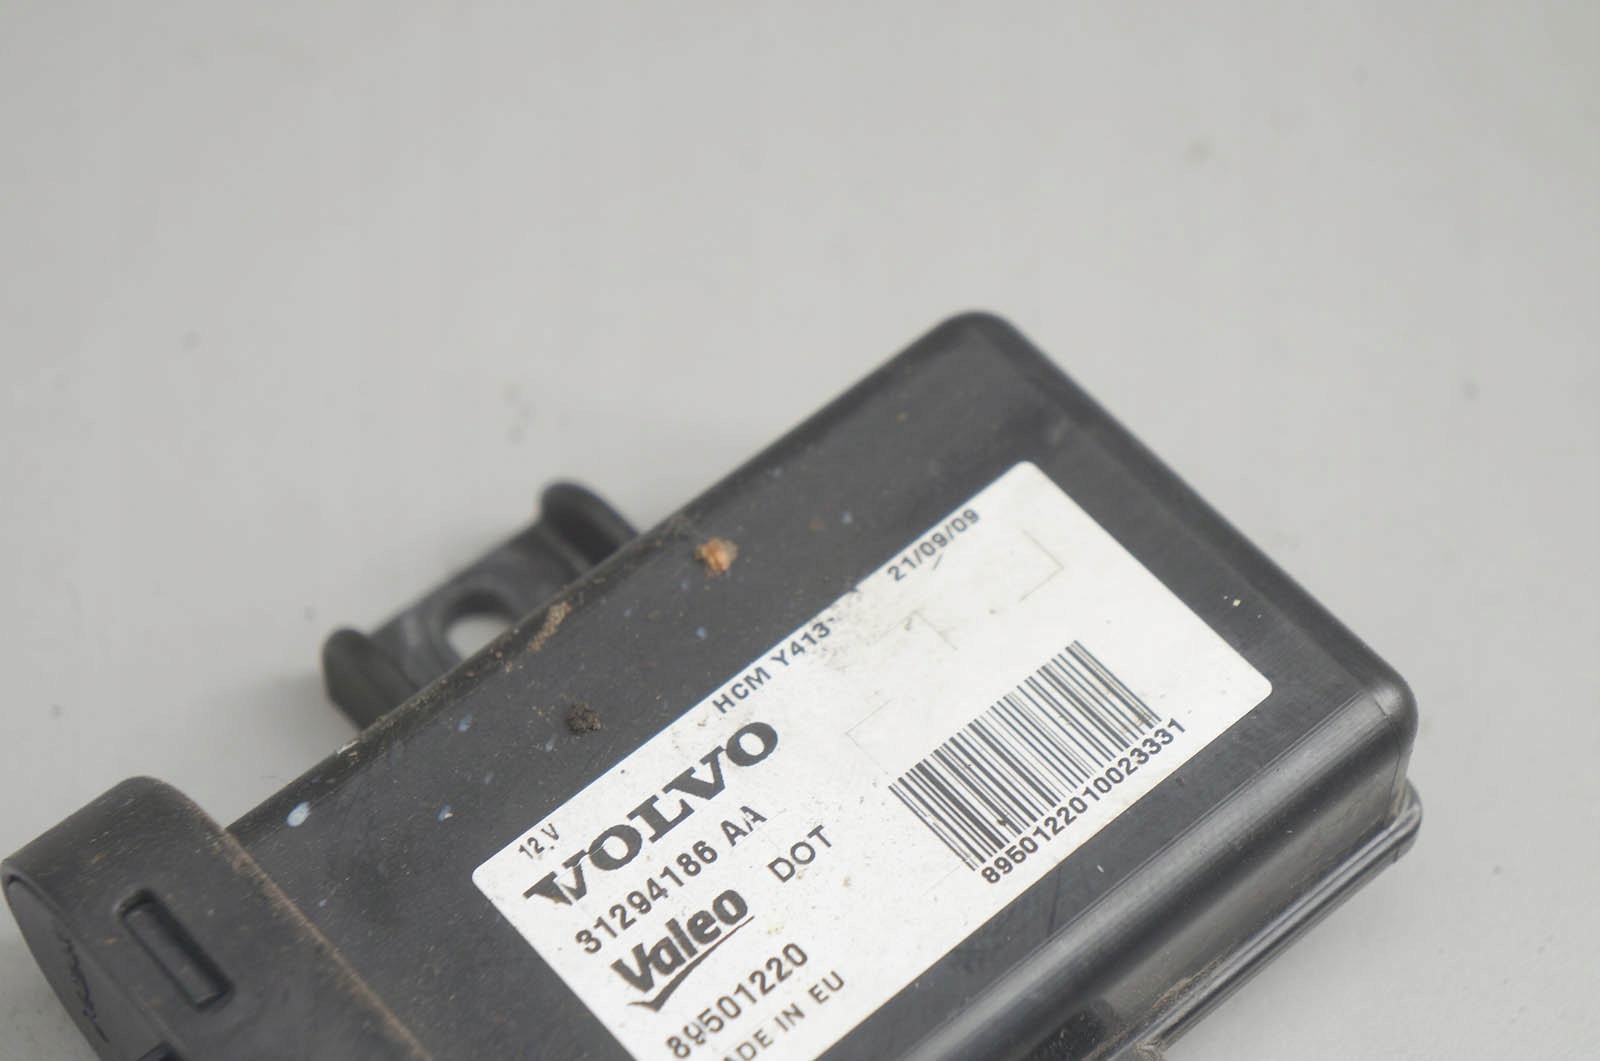 HCM Y413 21/09/09
12 V
VOLVO
31294186 AA
Valeo DOT
89501220
ADE IN EU
8950122010023331